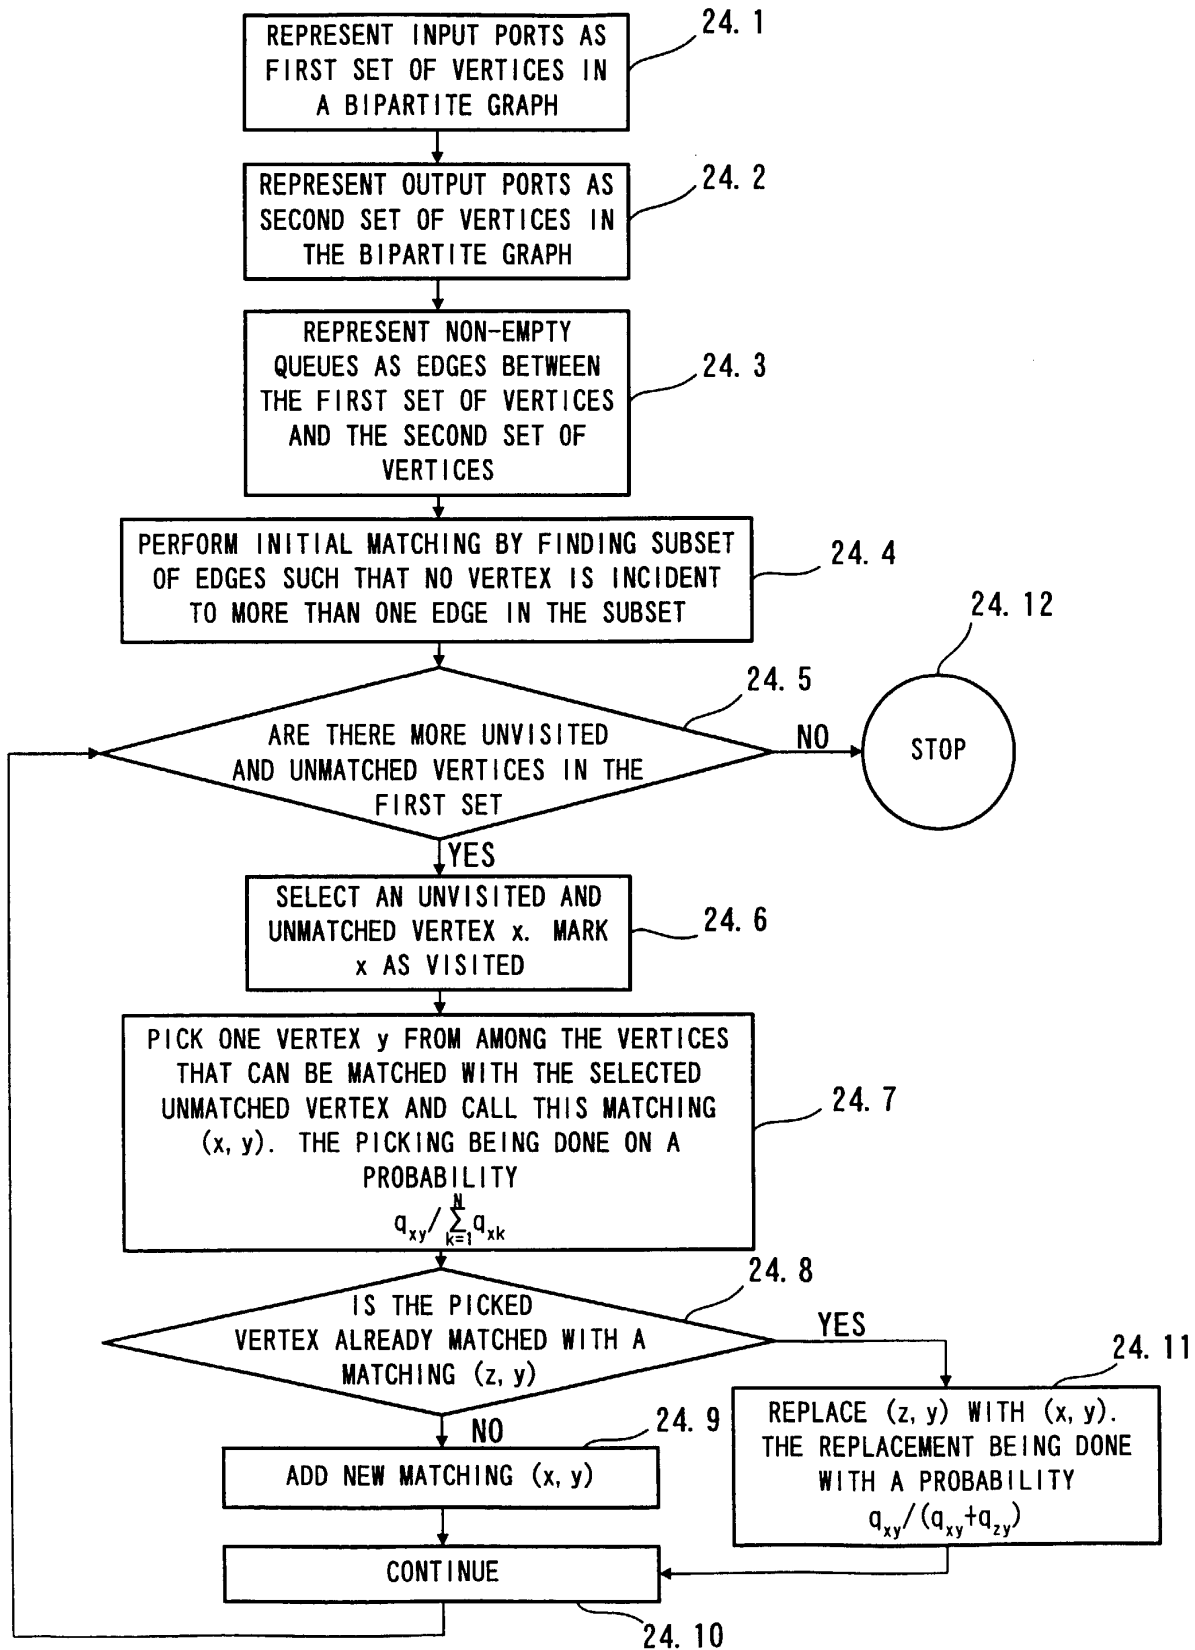 REPRESENT INPUT PORTS AS
FIRST SET OF VERTICES IN
A BIPARTITE GRAPH
24. 1
REPRESENT OUTPUT PORTS AS
SECOND SET OF VERTICES IN
THE BIPARTITE GRAPH
24. 2
REPRESENT NON-EMPTY
QUEUES AS EDGES BETWEEN
THE FIRST SET OF VERTICES
AND THE SECOND SET OF
VERTICES
24. 3
PERFORM INITIAL MATCHING BY FINDING SUBSET
OF EDGES SUCH THAT NO VERTEX IS INCIDENT
TO MORE THAN ONE EDGE IN THE SUBSET
24. 4
ARE THERE MORE UNVISITED
AND UNMATCHED VERTICES IN THE
FIRST SET
24. 5
NO
STOP
24. 12
YES
SELECT AN UNVISITED AND
UNMATCHED VERTEX x. MARK
x AS VISITED
24. 6
PICK ONE VERTEX y FROM AMONG THE VERTICES
THAT CAN BE MATCHED WITH THE SELECTED
UNMATCHED VERTEX AND CALL THIS MATCHING
(x, y). THE PICKING BEING DONE ON A
PROBABILITY
q_xy / ∑_{k=1}^{N} q_xk
24. 7
IS THE PICKED
VERTEX ALREADY MATCHED WITH A
MATCHING (z, y)
24. 8
YES
NO
ADD NEW MATCHING (x, y)
24. 9
REPLACE (z, y) WITH (x, y).
THE REPLACEMENT BEING DONE
WITH A PROBABILITY
q_xy / (q_xy + q_zy)
24. 11
CONTINUE
24. 10